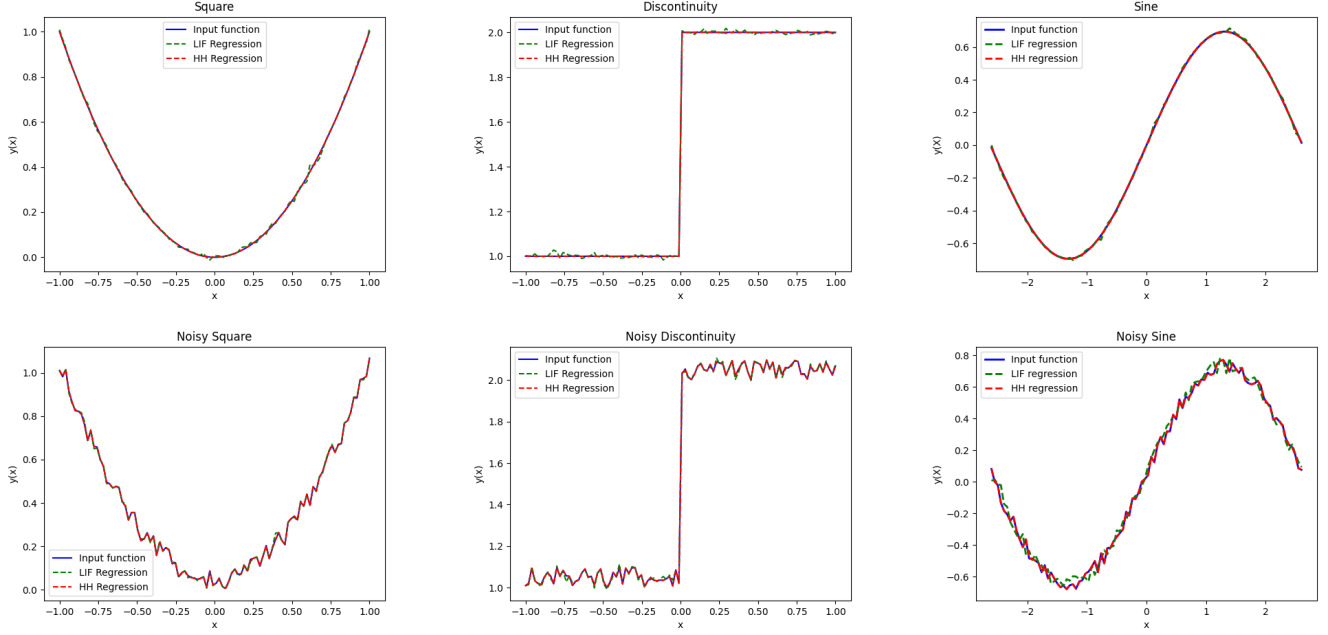 Square
Input function
LIF Regression
HH Regression
1.0
0.8
0.6
0.4
0.2
0.0
y(x)
−1.00 −0.75 −0.50 −0.25 0.00 0.25 0.50 0.75 1.00
x
Discontinuity
Input function
LIF Regression
HH Regression
2.0
1.8
1.6
1.4
1.2
1.0
y(x)
−1.00 −0.75 −0.50 −0.25 0.00 0.25 0.50 0.75 1.00
x
Sine
Input function
LIF regression
HH regression
0.6
0.4
0.2
0.0
−0.2
−0.4
−0.6
y(X)
−2 −1 0 1 2
x
Noisy Square
1.0
0.8
0.6
0.4
0.2
0.0
y(x)
Input function
LIF Regression
HH Regression
−1.00 −0.75 −0.50 −0.25 0.00 0.25 0.50 0.75 1.00
x
Noisy Discontinuity
Input function
LIF Regression
HH Regression
2.0
1.8
1.6
1.4
1.2
1.0
y(x)
−1.00 −0.75 −0.50 −0.25 0.00 0.25 0.50 0.75 1.00
x
Noisy Sine
Input function
LIF regression
HH regression
0.8
0.6
0.4
0.2
0.0
−0.2
−0.4
−0.6
y(X)
−2 −1 0 1 2
x